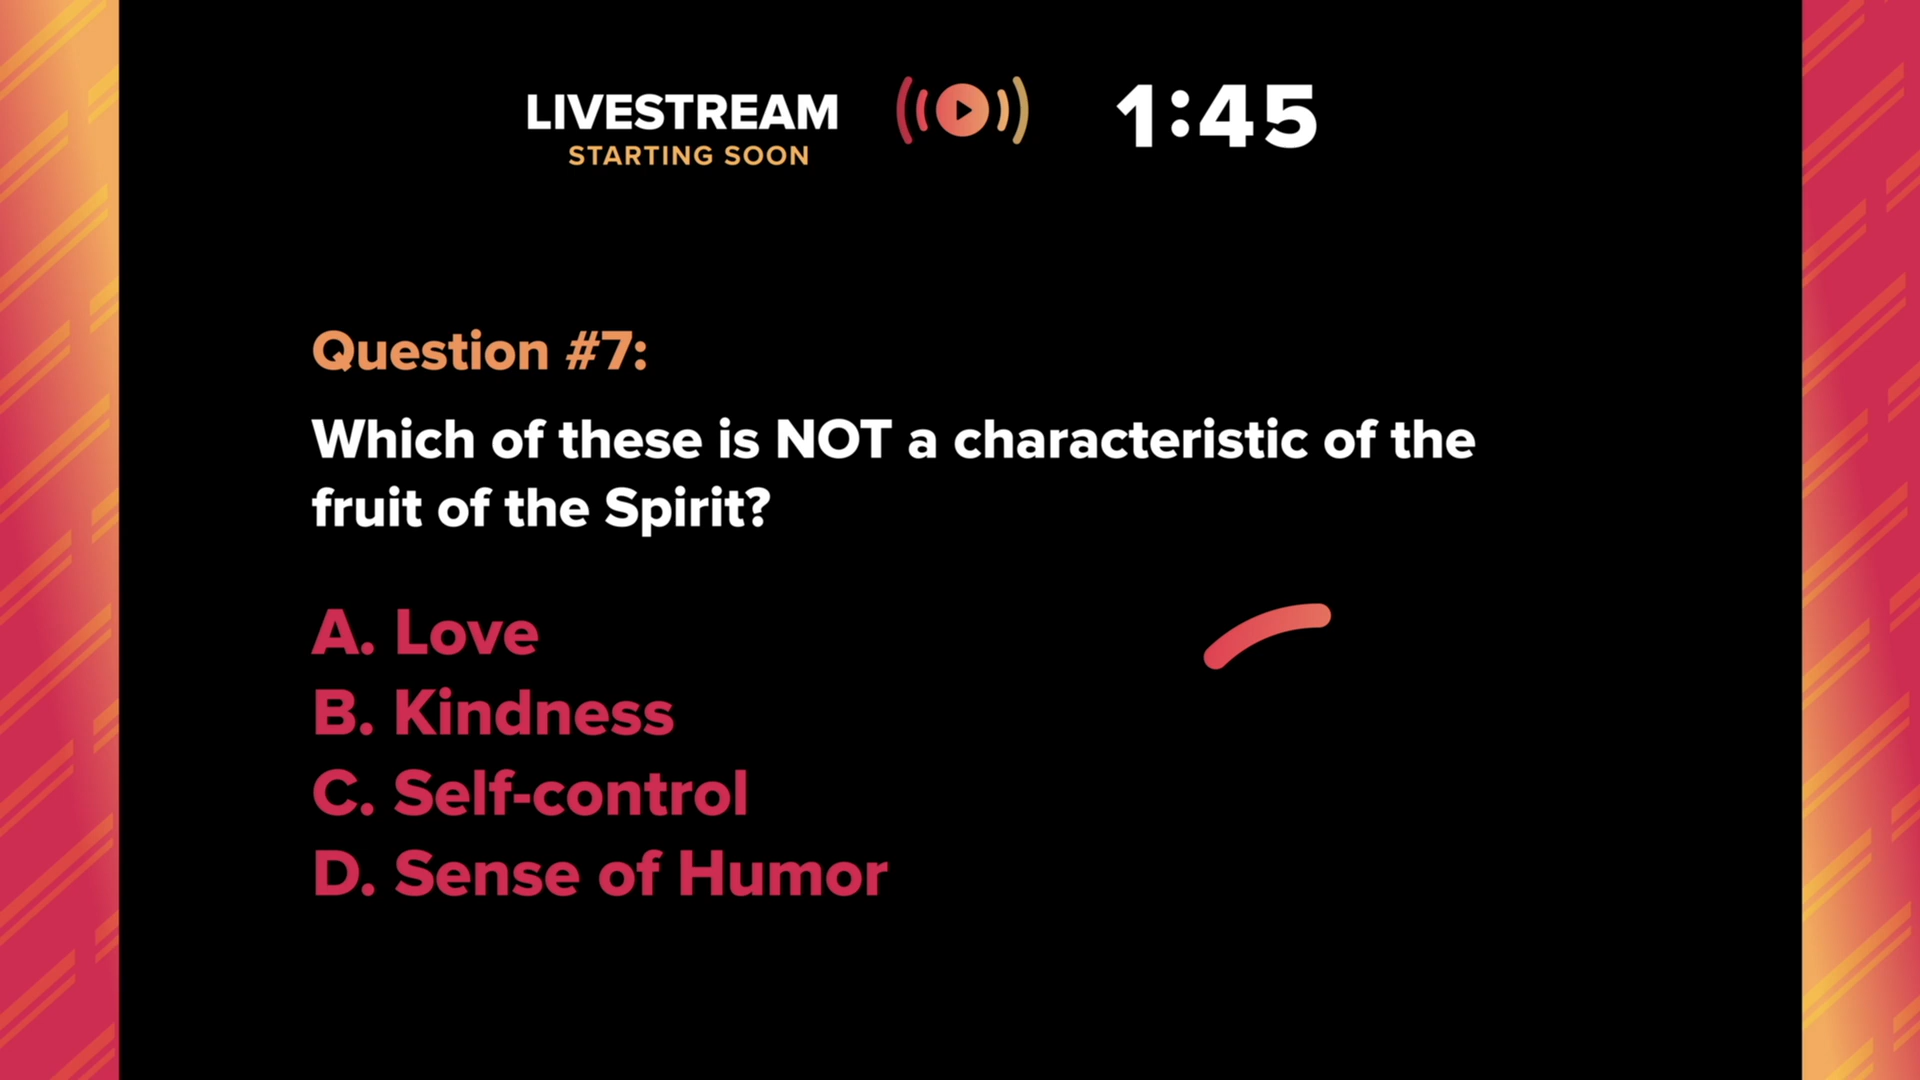 LIVESTREAM
STARTING SOON
1:45
Question #7:
Which of these is NOT a characteristic of the
fruit of the Spirit?
A. Love
B. Kindness
C. Self-control
D. Sense of Humor